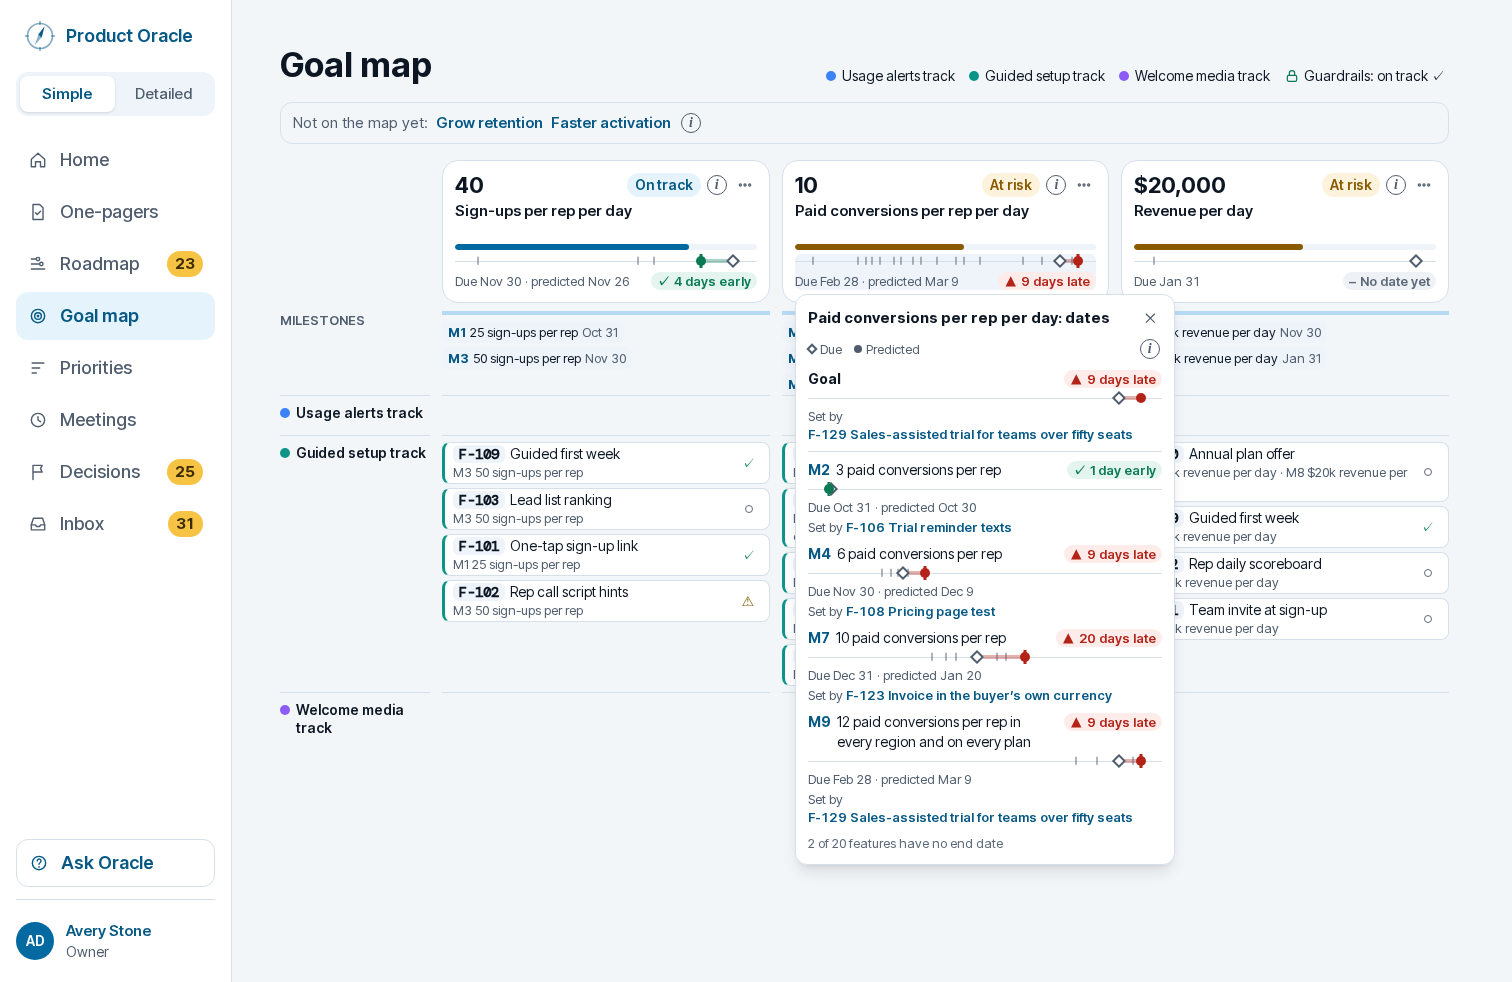 Product Oracle
Simple Detailed
Home
One-pagers
Roadmap 23
Goal map
Priorities
Meetings
Decisions 25
Inbox 31
Ask Oracle
AD Avery Stone
Owner
Goal map
Usage alerts track Guided setup track Welcome media track Guardrails: on track ✓
Not on the map yet: Grow retention Faster activation i
40 On track i
Sign-ups per rep per day
Due Nov 30 · predicted Nov 26 ✓ 4 days early
10 At risk i
Paid conversions per rep per day
Due Feb 28 · predicted Mar 9 ▲ 9 days late
$20,000 At risk i
Revenue per day
Due Jan 31 – No date yet
MILESTONES
M1 25 sign-ups per rep Oct 31
M3 50 sign-ups per rep Nov 30
k revenue per day Nov 30
k revenue per day Jan 31
Usage alerts track
Guided setup track
F-109 Guided first week
M3 50 sign-ups per rep
F-103 Lead list ranking
M3 50 sign-ups per rep
F-101 One-tap sign-up link
M1 25 sign-ups per rep
F-102 Rep call script hints
M3 50 sign-ups per rep
Annual plan offer
k revenue per day · M8 $20k revenue per
Guided first week
k revenue per day
Rep daily scoreboard
k revenue per day
Team invite at sign-up
k revenue per day
Welcome media
track
Paid conversions per rep per day: dates
Due Predicted i
Goal ▲ 9 days late
Set by
F-129 Sales-assisted trial for teams over fifty seats
M2 3 paid conversions per rep ✓ 1 day early
Due Oct 31 · predicted Oct 30
Set by F-106 Trial reminder texts
M4 6 paid conversions per rep ▲ 9 days late
Due Nov 30 · predicted Dec 9
Set by F-108 Pricing page test
M7 10 paid conversions per rep ▲ 20 days late
Due Dec 31 · predicted Jan 20
Set by F-123 Invoice in the buyer’s own currency
M9 12 paid conversions per rep in ▲ 9 days late
every region and on every plan
Due Feb 28 · predicted Mar 9
Set by
F-129 Sales-assisted trial for teams over fifty seats
2 of 20 features have no end date